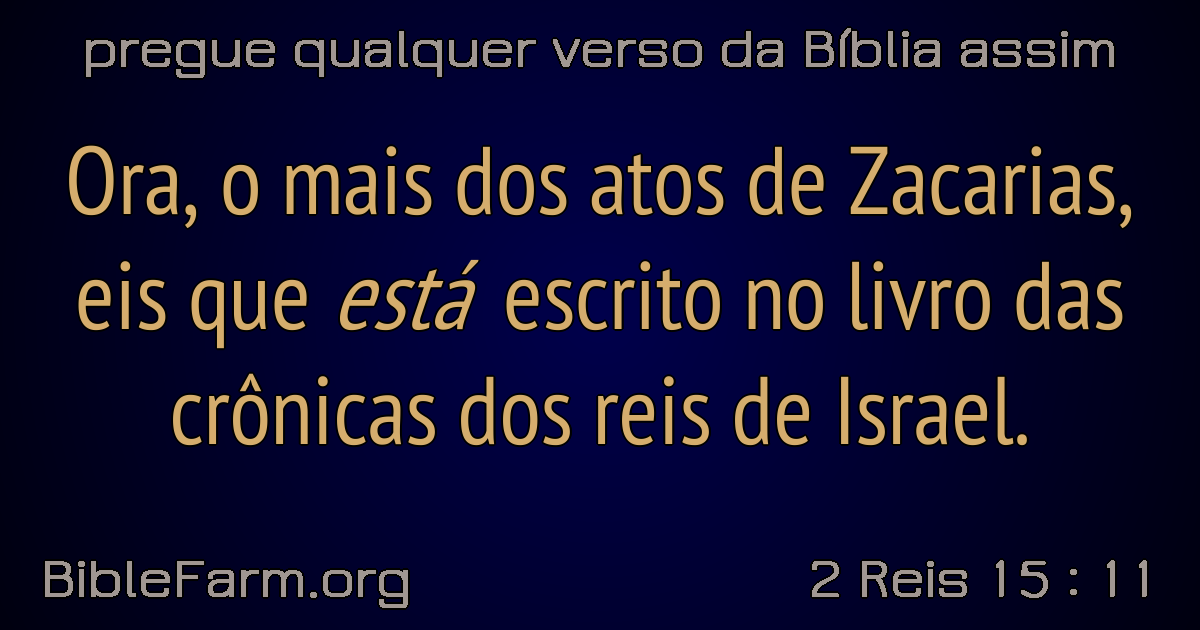 pregue qualquer verso da Bíblia assim
Ora, o mais dos atos de Zacarias,
eis que está escrito no livro das
crônicas dos reis de Israel.
BibleFarm.org
2 Reis 15 : 11